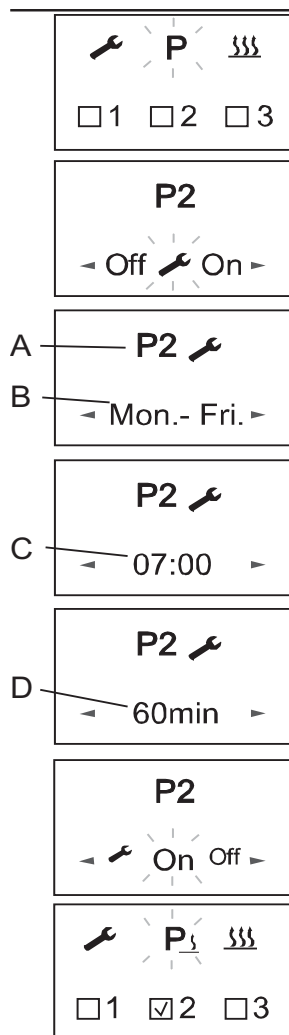 P
☐1 ☐2 ☐3
P2
Off On
A P2
B Mon.- Fri.
P2
C 07:00
P2
D 60min
P2
On Off
P
☐1 ☑2 ☐3